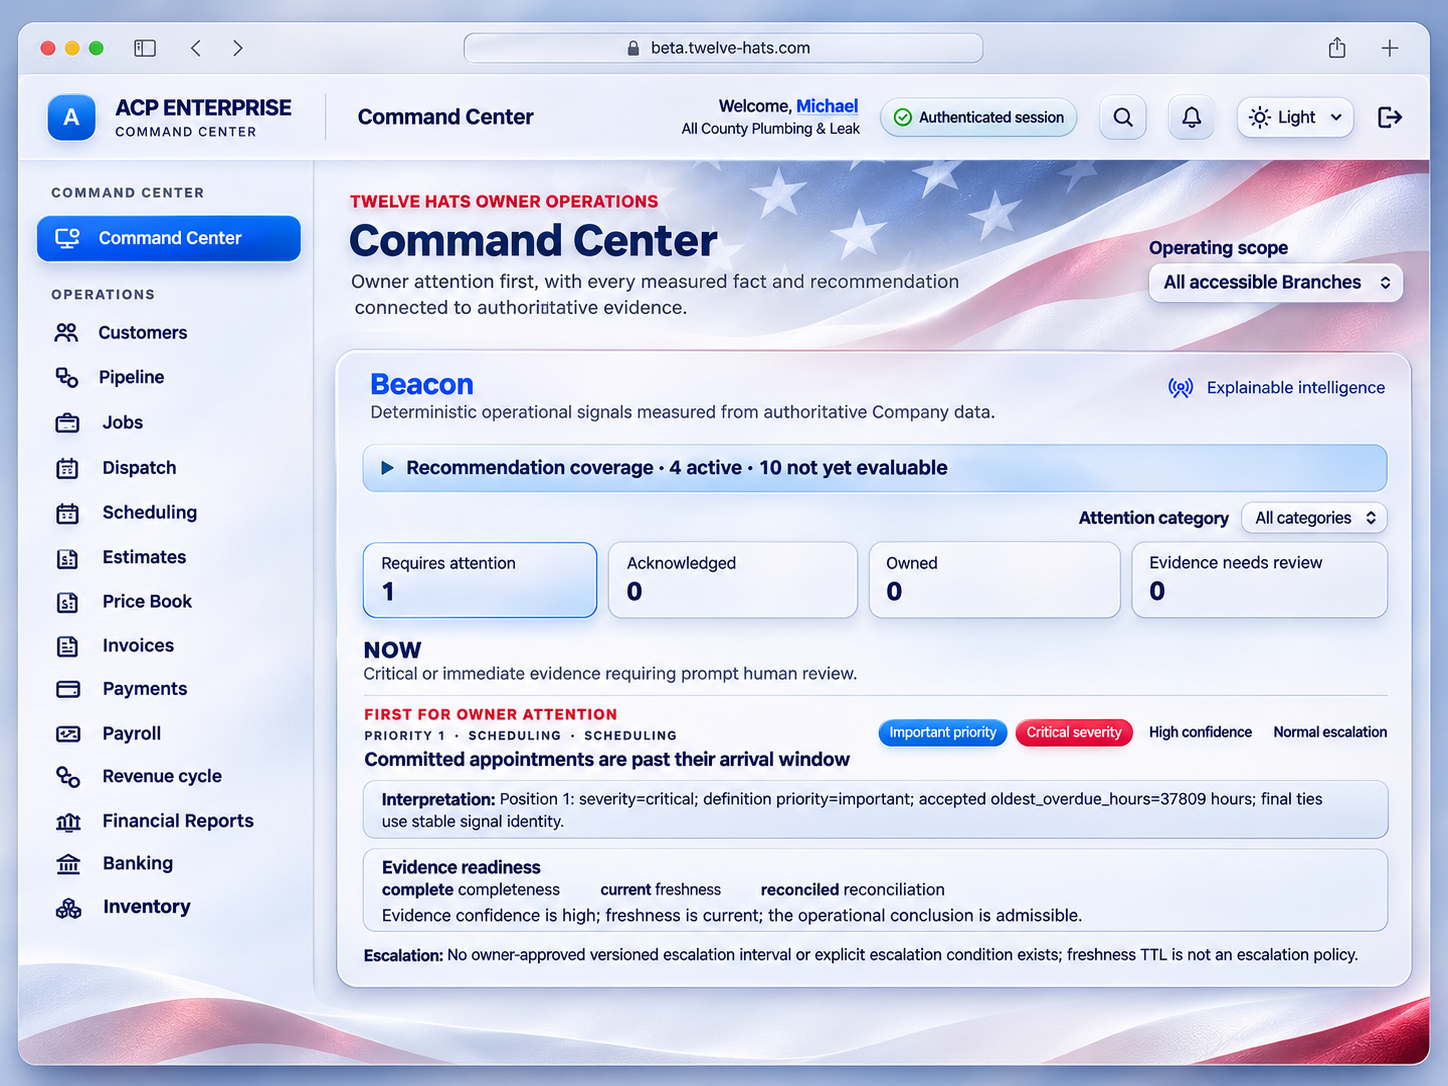 beta.twelve-hats.com
A
ACP ENTERPRISE
COMMAND CENTER
Command Center
Welcome, Michael
All County Plumbing & Leak
Authenticated session
Light
COMMAND CENTER
Command Center
OPERATIONS
Customers
Pipeline
Jobs
Dispatch
Scheduling
Estimates
Price Book
Invoices
Payments
Payroll
Revenue cycle
Financial Reports
Banking
Inventory
TWELVE HATS OWNER OPERATIONS
Command Center
Owner attention first, with every measured fact and recommendation
connected to evidence.
Operating scope
All accessible Branches
Beacon
Deterministic operational signals measured from authoritative Company data.
Explainable intelligence
Recommendation coverage · 4 active · 10 not yet evaluable
Attention category
All categories
Requires attention
1
Acknowledged
0
Owned
0
Evidence needs review
0
NOW
Critical or immediate evidence requiring prompt human review.
FIRST FOR OWNER ATTENTION
PRIORITY 1 · SCHEDULING · SCHEDULING
Committed appointments are past their arrival window
Important priority
Critical severity
High confidence
Normal escalation
Interpretation: Position 1: severity=critical; definition priority=important; accepted oldest_overdue_hours=37809 hours; final ties
use stable signal identity.
Evidence readiness
complete completeness current freshness reconciled reconciliation
Evidence confidence is high; freshness is current; the operational conclusion is admissible.
Escalation: No owner-approved versioned escalation interval or explicit escalation condition exists; freshness TTL is not an escalation policy.